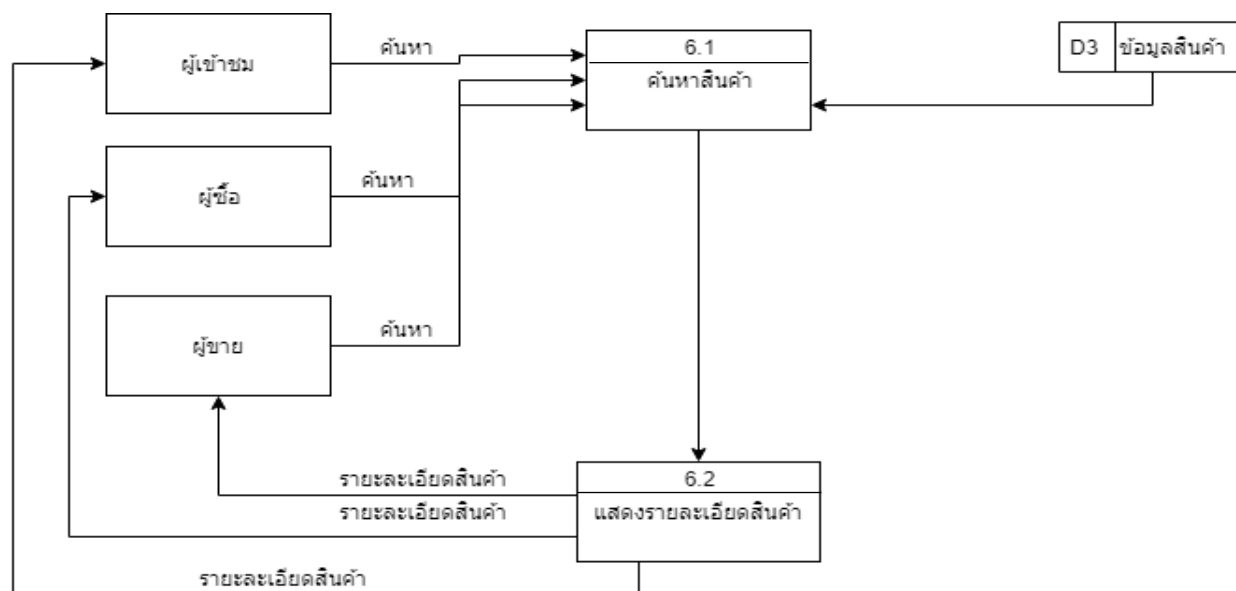 ผู้เข้าชม
ค้นหา
6.1
ค้นหาสินค้า
D3 ข้อมูลสินค้า
ผู้ซื้อ
ค้นหา
ผู้ขาย
ค้นหา
รายะละเอียดสินค้า
6.2
รายะละเอียดสินค้า
แสดงรายละเอียดสินค้า
รายะละเอียดสินค้า